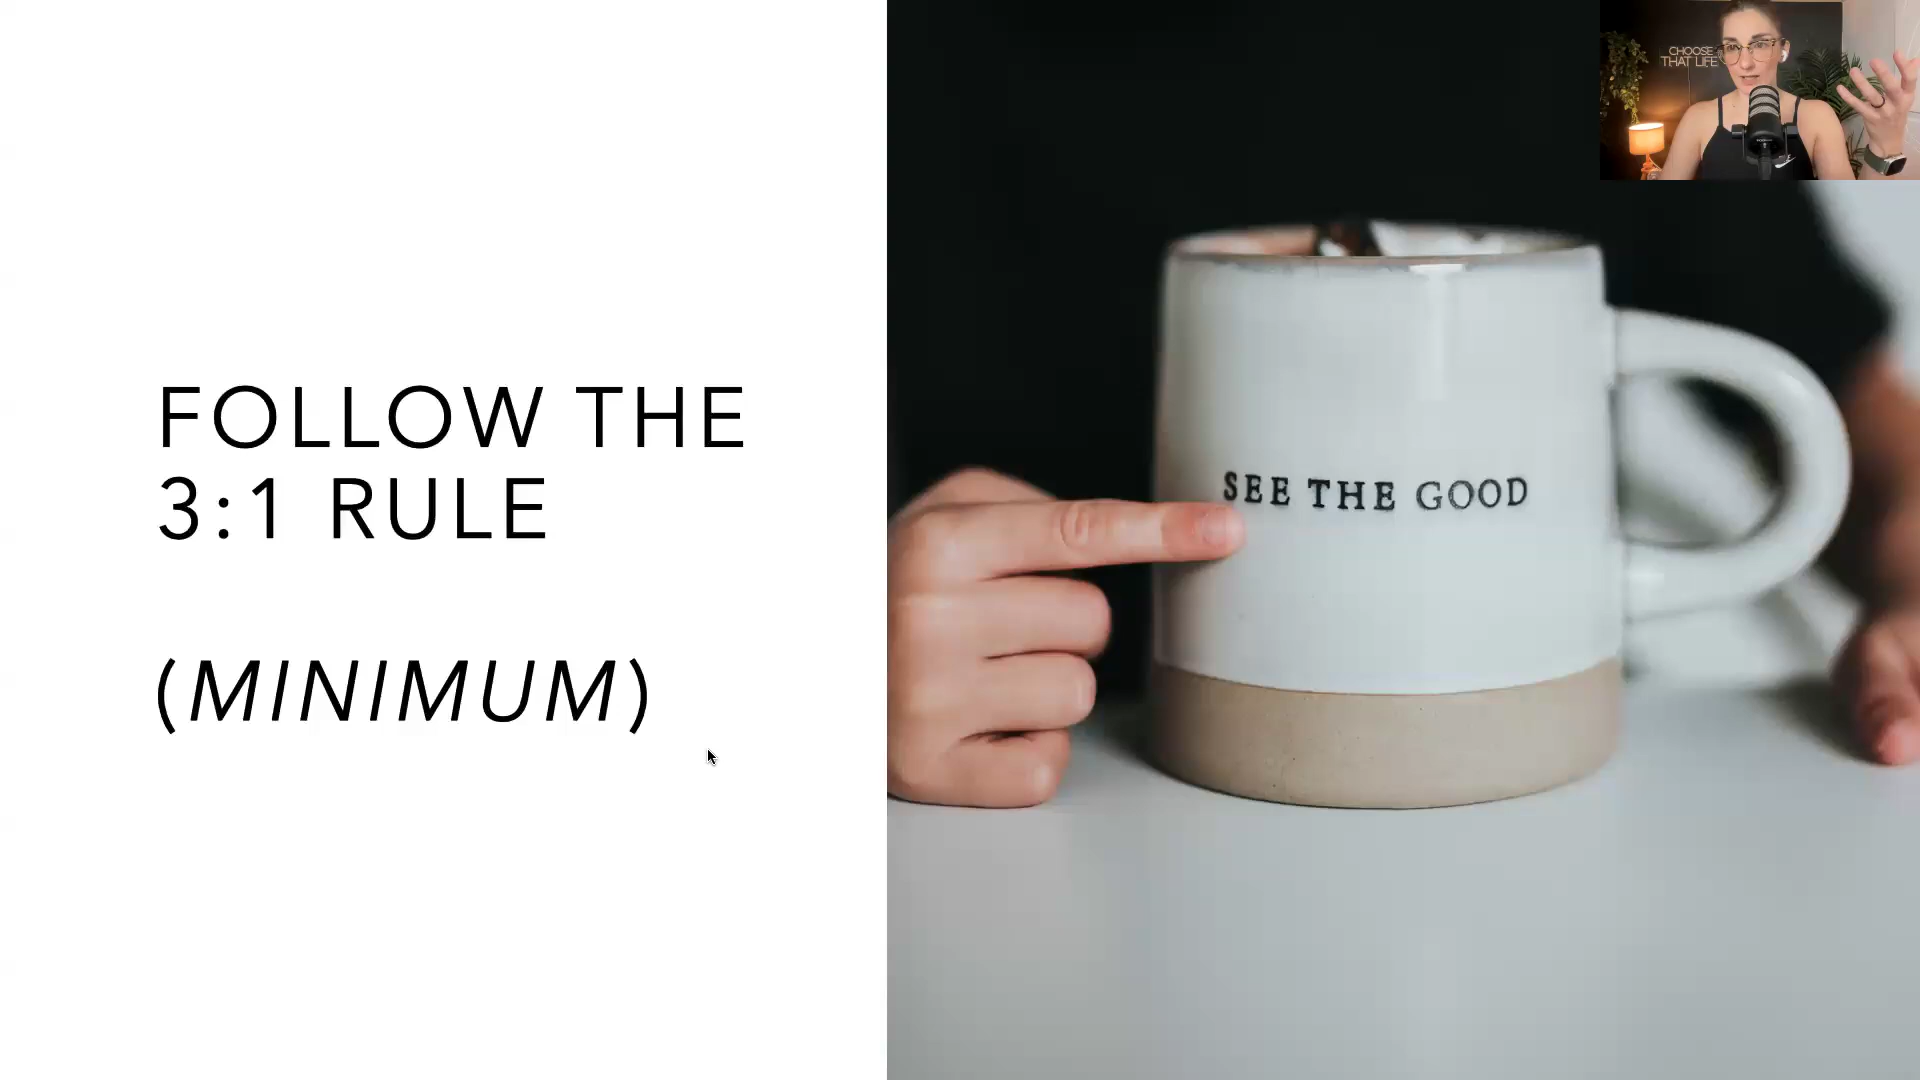 FOLLOW THE
3:1 RULE
(MINIMUM)
SEE THE GOOD
CHOOSE
THAT LIFE